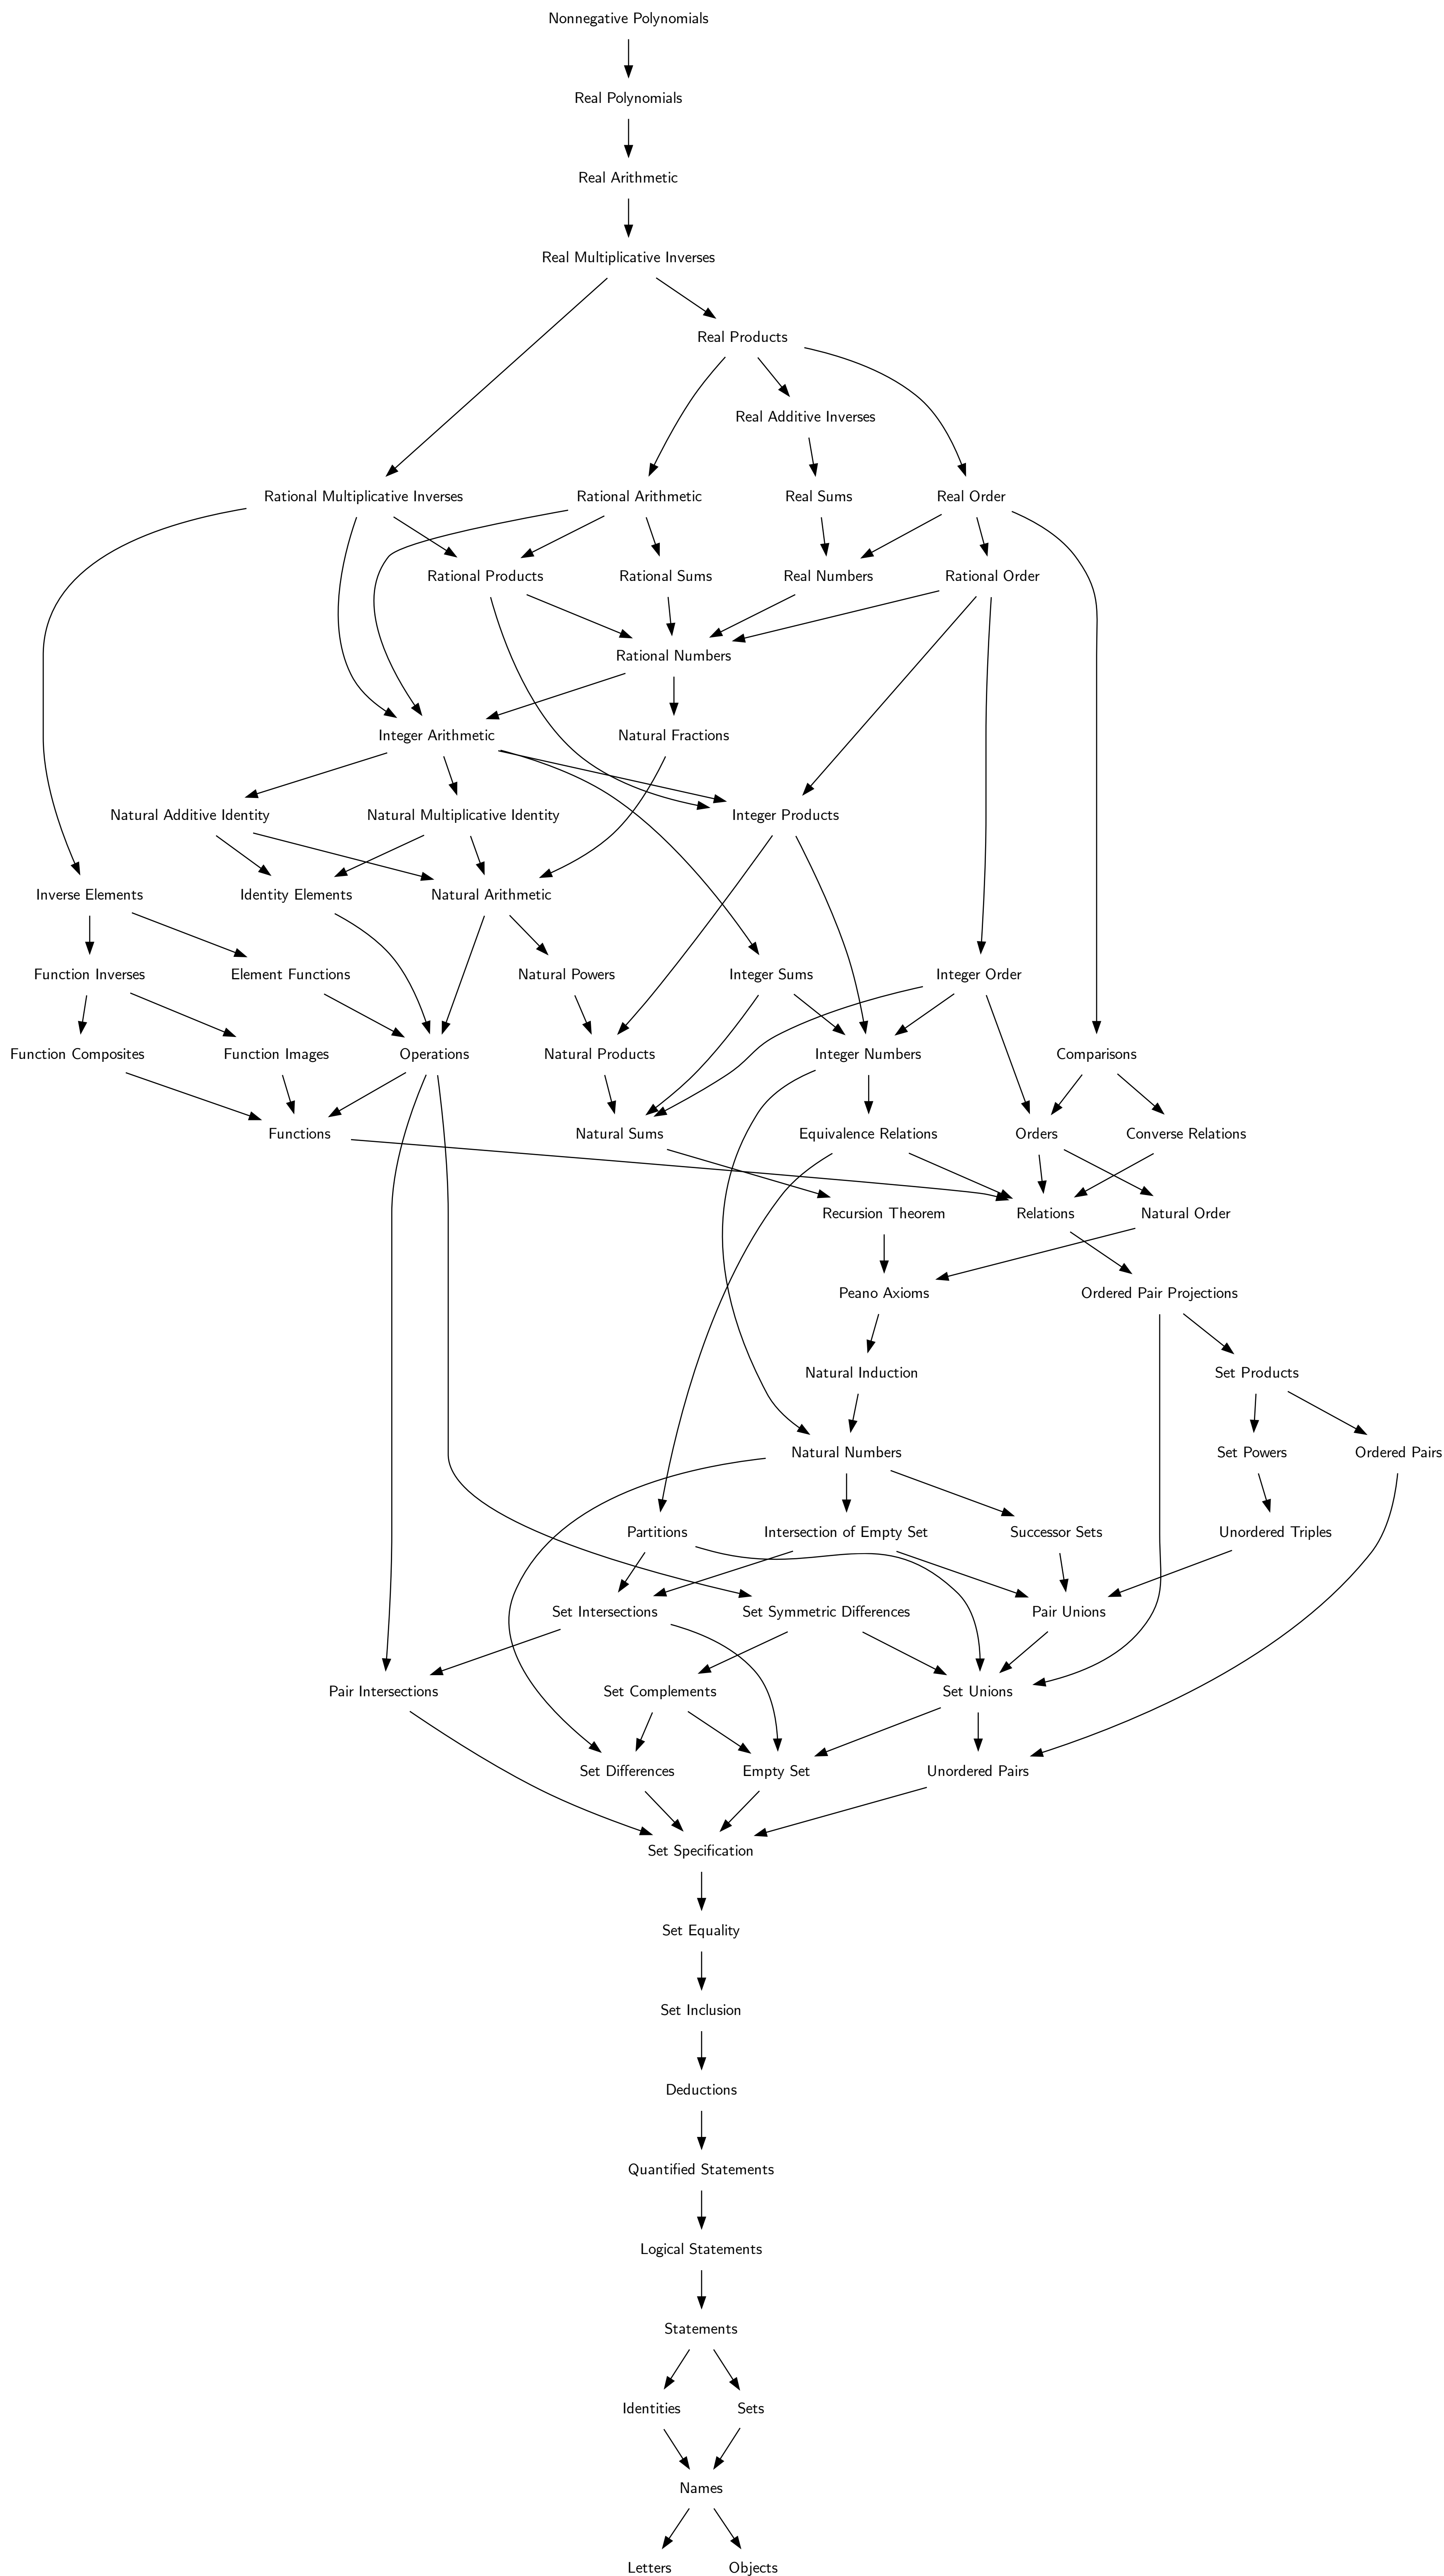 Nonnegative Polynomials
Real Polynomials
Real Arithmetic
Real Multiplicative Inverses
Real Products
Real Additive Inverses
Rational Multiplicative Inverses
Rational Arithmetic
Real Sums
Real Order
Rational Products
Rational Sums
Real Numbers
Rational Order
Rational Numbers
Integer Arithmetic
Natural Fractions
Natural Additive Identity
Natural Multiplicative Identity
Integer Products
Inverse Elements
Identity Elements
Natural Arithmetic
Function Inverses
Element Functions
Natural Powers
Integer Sums
Integer Order
Function Composites
Function Images
Operations
Natural Products
Integer Numbers
Comparisons
Functions
Natural Sums
Equivalence Relations
Orders
Converse Relations
Recursion Theorem
Relations
Natural Order
Peano Axioms
Ordered Pair Projections
Natural Induction
Set Products
Natural Numbers
Set Powers
Ordered Pairs
Partitions
Intersection of Empty Set
Successor Sets
Unordered Triples
Set Intersections
Set Symmetric Differences
Pair Unions
Pair Intersections
Set Complements
Set Unions
Set Differences
Empty Set
Unordered Pairs
Set Specification
Set Equality
Set Inclusion
Deductions
Quantified Statements
Logical Statements
Statements
Identities
Sets
Names
Letters
Objects